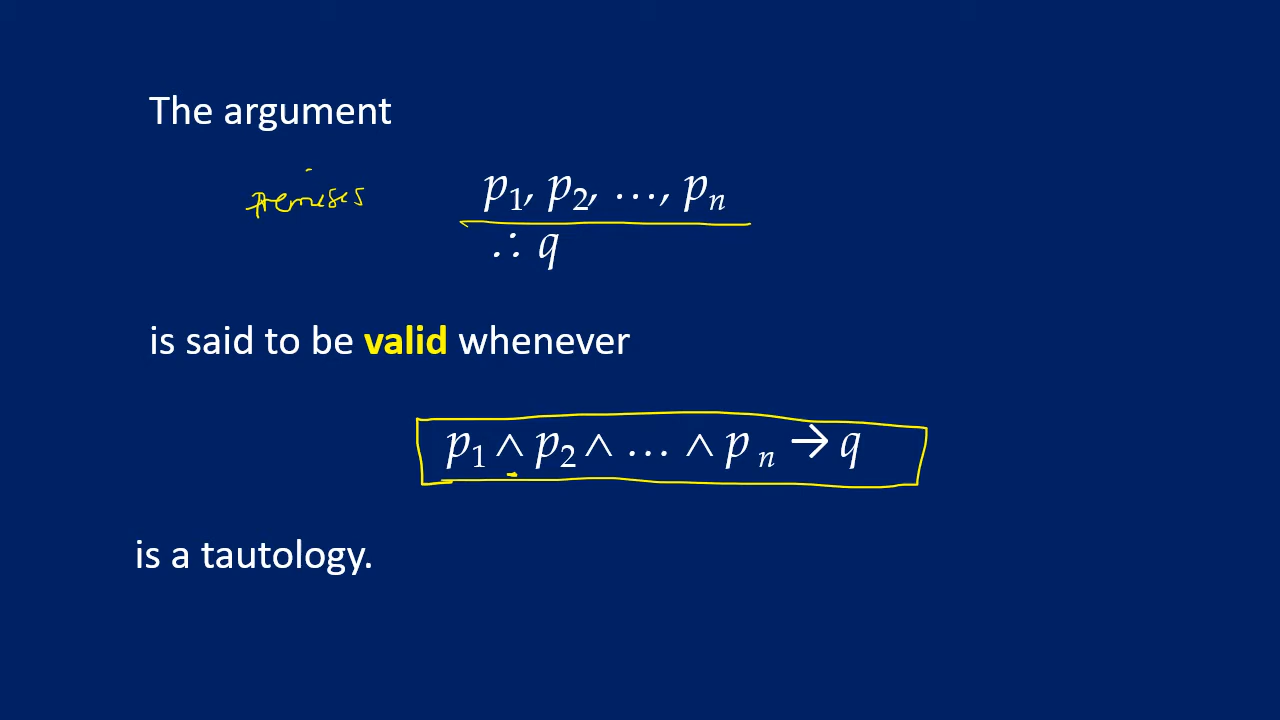 The argument
premises p₁, p₂, …, pₙ
∴ q
is said to be valid whenever
p₁ ∧ p₂ ∧ … ∧ pₙ → q
is a tautology.